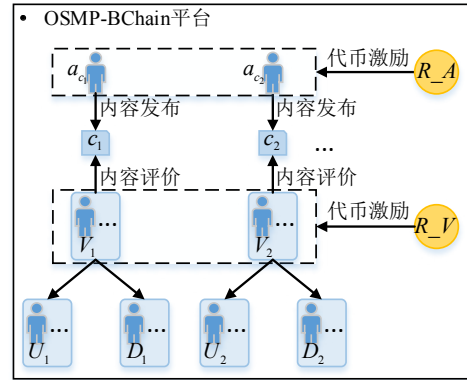 • OSMP-BChain平台
a_{c_1} a_{c_2} 代币激励 R_A
内容发布 内容发布
c_1 c_2 ...
内容评价 内容评价
... ... 代币激励 R_V
V_1 V_2
... ... ... ...
U_1 D_1 U_2 D_2